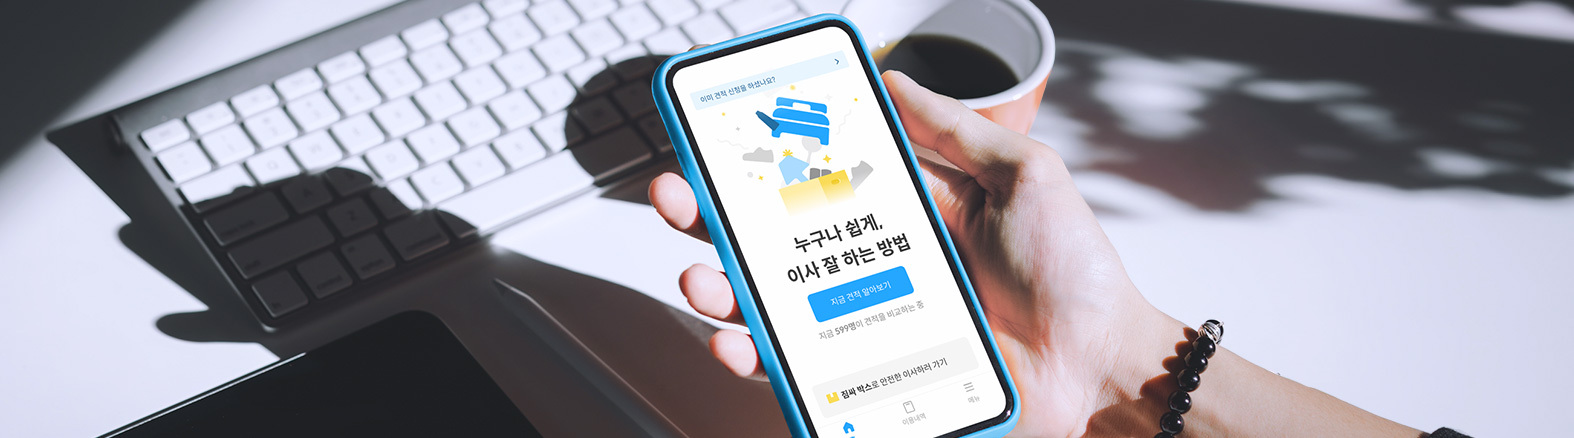 이미 견적 신청을 하셨나요?
누구나 쉽게,
이사 잘 하는 방법
지금 견적 알아보기
지금 599명이 견적을 비교하는 중
짐싸 박스로 안전한 이사하러 가기
이용내역
메뉴